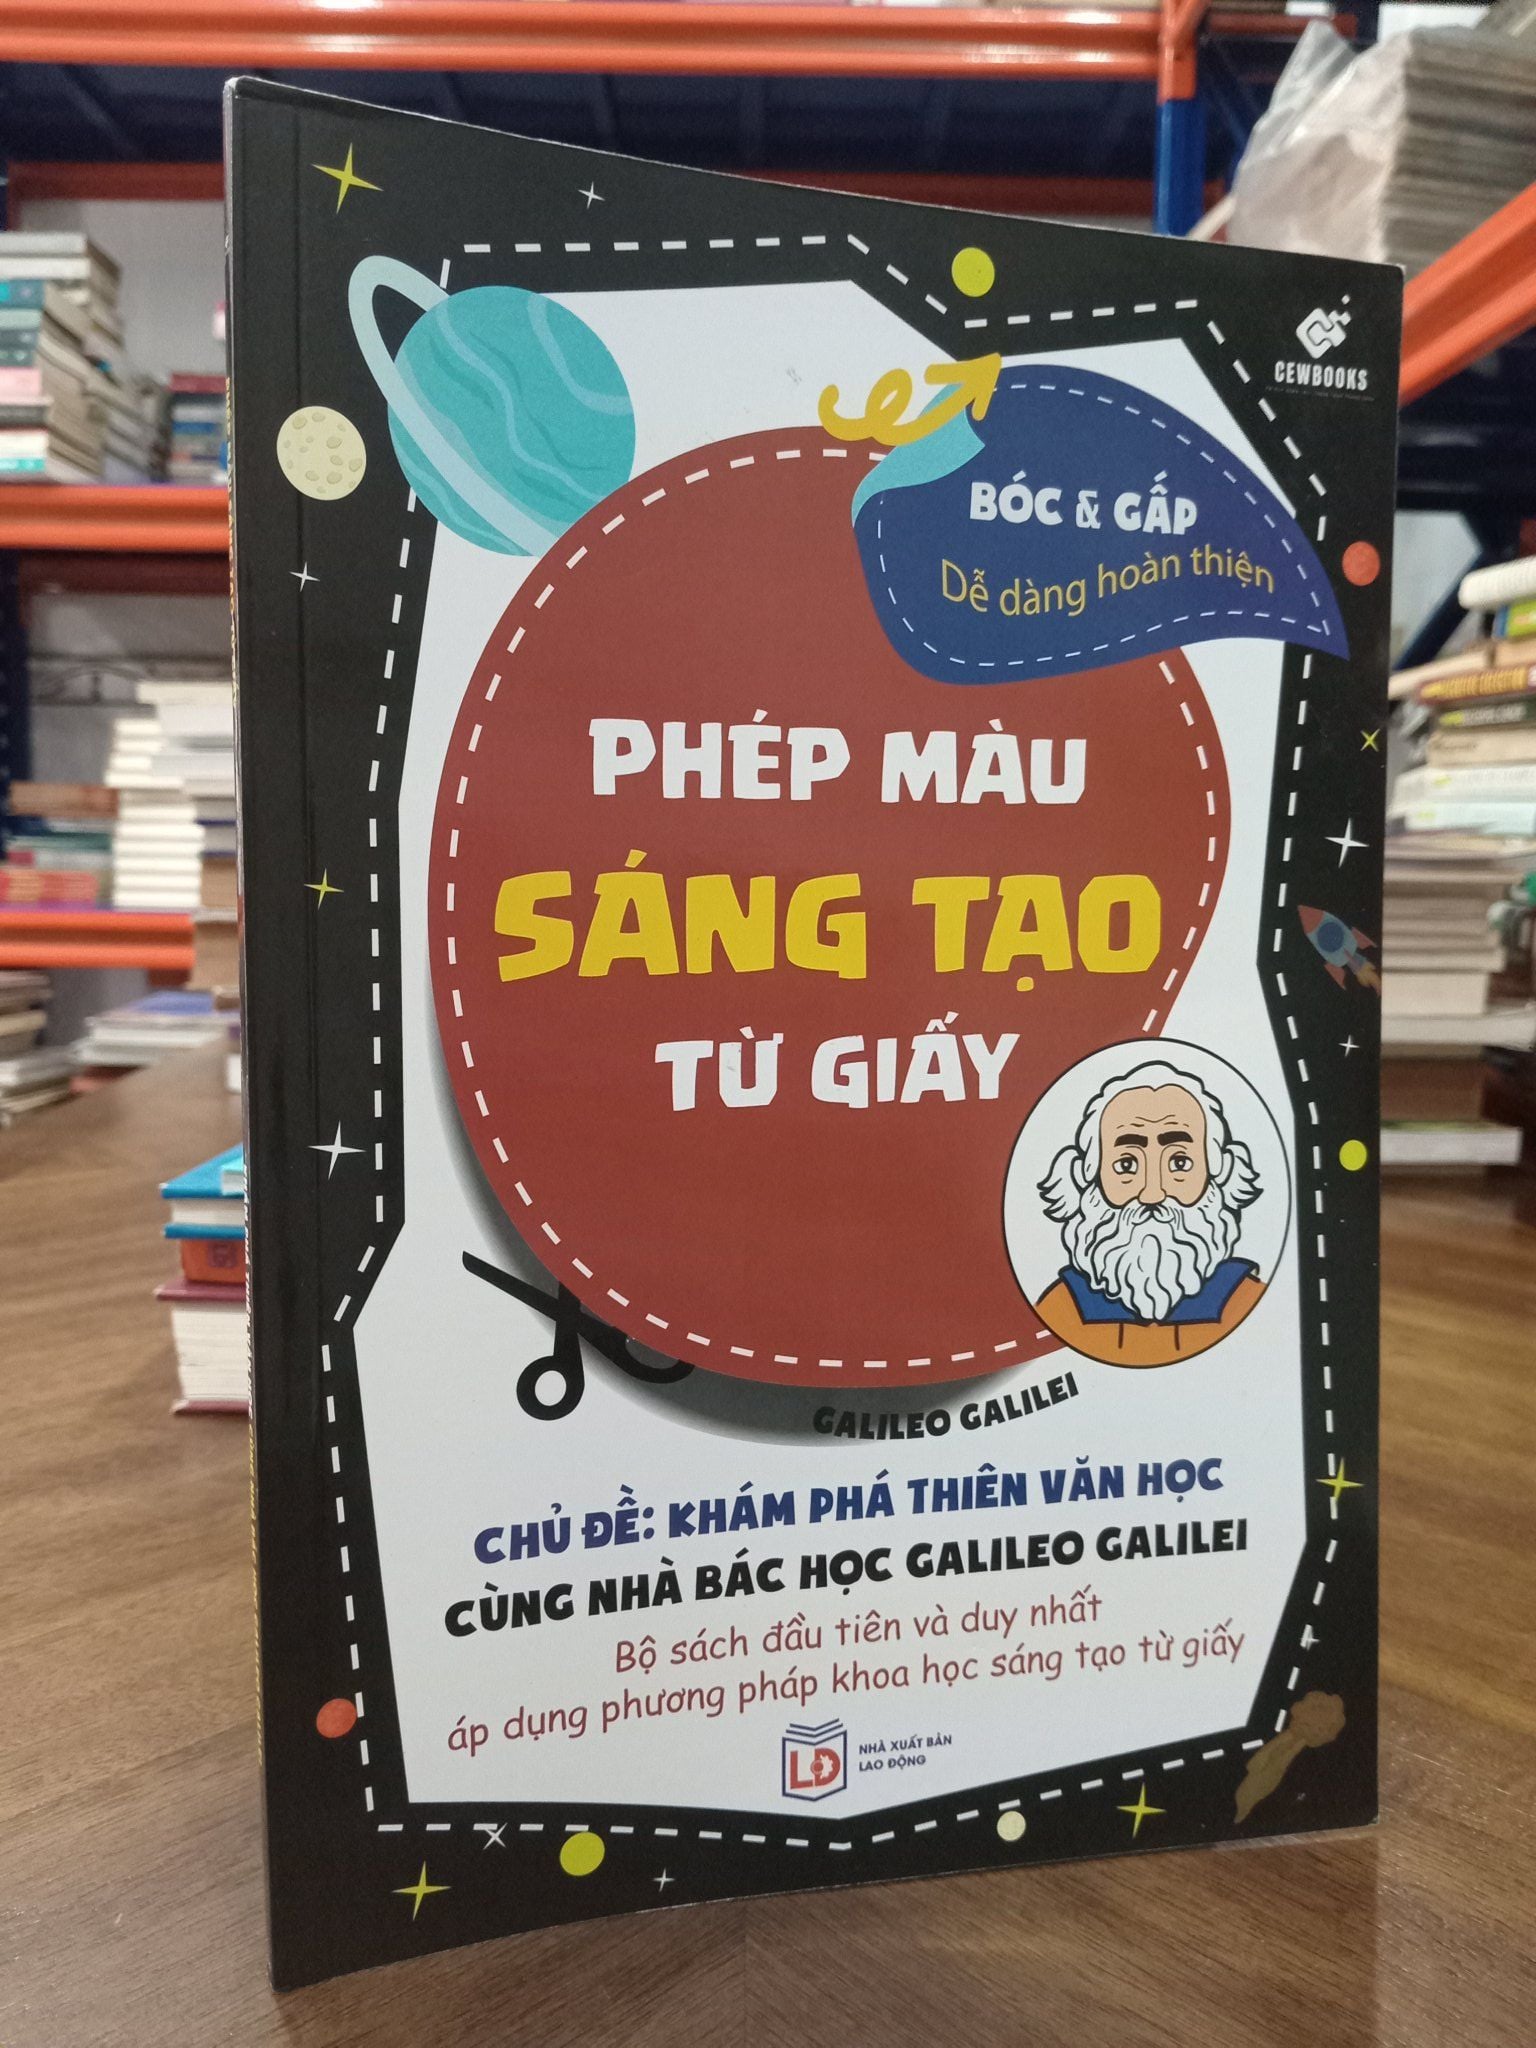 CEWBOOKS
BÓC & GẤP
Dễ dàng hoàn thiện
PHÉP MÀU
SÁNG TẠO
TỪ GIẤY
GALILEO GALILEI
CHỦ ĐỀ: KHÁM PHÁ THIÊN VĂN HỌC
CÙNG NHÀ BÁC HỌC GALILEO GALILEI
Bộ sách đầu tiên và duy nhất
áp dụng phương pháp khoa học sáng tạo từ giấy
LĐ
NHÀ XUẤT BẢN
LAO ĐỘNG